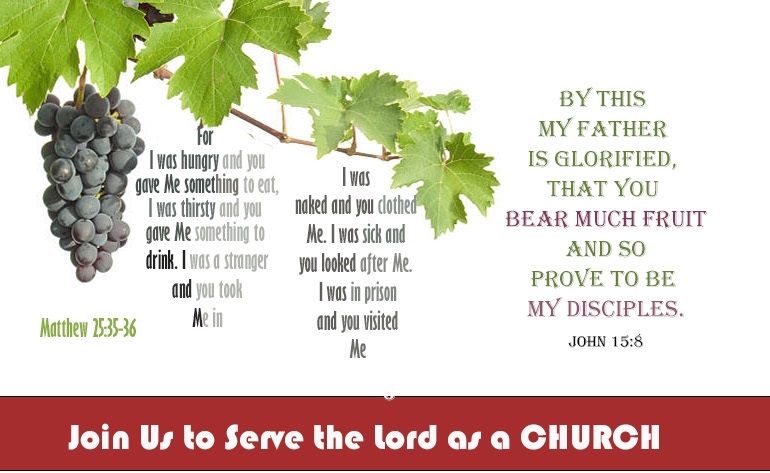 For
I was hungry and you
gave Me something to eat,
I was thirsty and you
gave Me something to
drink. I was a stranger
and you took
Me in
I was
naked and you clothed
Me. I was sick and
you looked after Me.
I was in prison
and you visited
Me
Matthew 25:35-36
BY THIS
MY FATHER
IS GLORIFIED,
THAT YOU
BEAR MUCH FRUIT
AND SO
PROVE TO BE
MY DISCIPLES.
JOHN 15:8
Join Us to Serve the Lord as a CHURCH